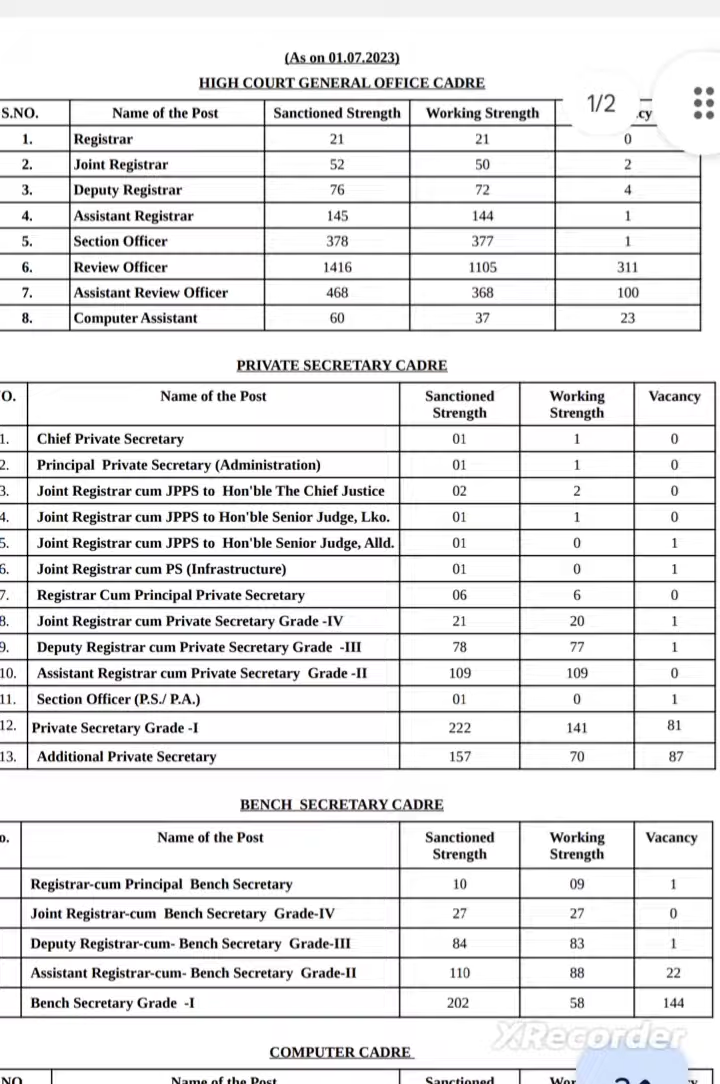 (As on 01.07.2023)
HIGH COURT GENERAL OFFICE CADRE
1/2
S.NO. Name of the Post Sanctioned Strength Working Strength cy
1. Registrar 21 21 0
2. Joint Registrar 52 50 2
3. Deputy Registrar 76 72 4
4. Assistant Registrar 145 144 1
5. Section Officer 378 377 1
6. Review Officer 1416 1105 311
7. Assistant Review Officer 468 368 100
8. Computer Assistant 60 37 23
PRIVATE SECRETARY CADRE
O. Name of the Post Sanctioned Working Vacancy
Strength Strength
1. Chief Private Secretary 01 1 0
2. Principal Private Secretary (Administration) 01 1 0
3. Joint Registrar cum JPPS to Hon'ble The Chief Justice 02 2 0
4. Joint Registrar cum JPPS to Hon'ble Senior Judge, Lko. 01 1 0
5. Joint Registrar cum JPPS to Hon'ble Senior Judge, Alld. 01 0 1
6. Joint Registrar cum PS (Infrastructure) 01 0 1
7. Registrar Cum Principal Private Secretary 06 6 0
8. Joint Registrar cum Private Secretary Grade -IV 21 20 1
9. Deputy Registrar cum Private Secretary Grade -III 78 77 1
10. Assistant Registrar cum Private Secretary Grade -II 109 109 0
11. Section Officer (P.S./ P.A.) 01 0 1
12. Private Secretary Grade -I 222 141 81
13. Additional Private Secretary 157 70 87
BENCH SECRETARY CADRE
o. Name of the Post Sanctioned Working Vacancy
Strength Strength
Registrar-cum Principal Bench Secretary 10 09 1
Joint Registrar-cum Bench Secretary Grade-IV 27 27 0
Deputy Registrar-cum- Bench Secretary Grade-III 84 83 1
Assistant Registrar-cum- Bench Secretary Grade-II 110 88 22
Bench Secretary Grade -I 202 58 144
XRecorder
COMPUTER CADRE
NO Name of the Post Sanctioned Wor